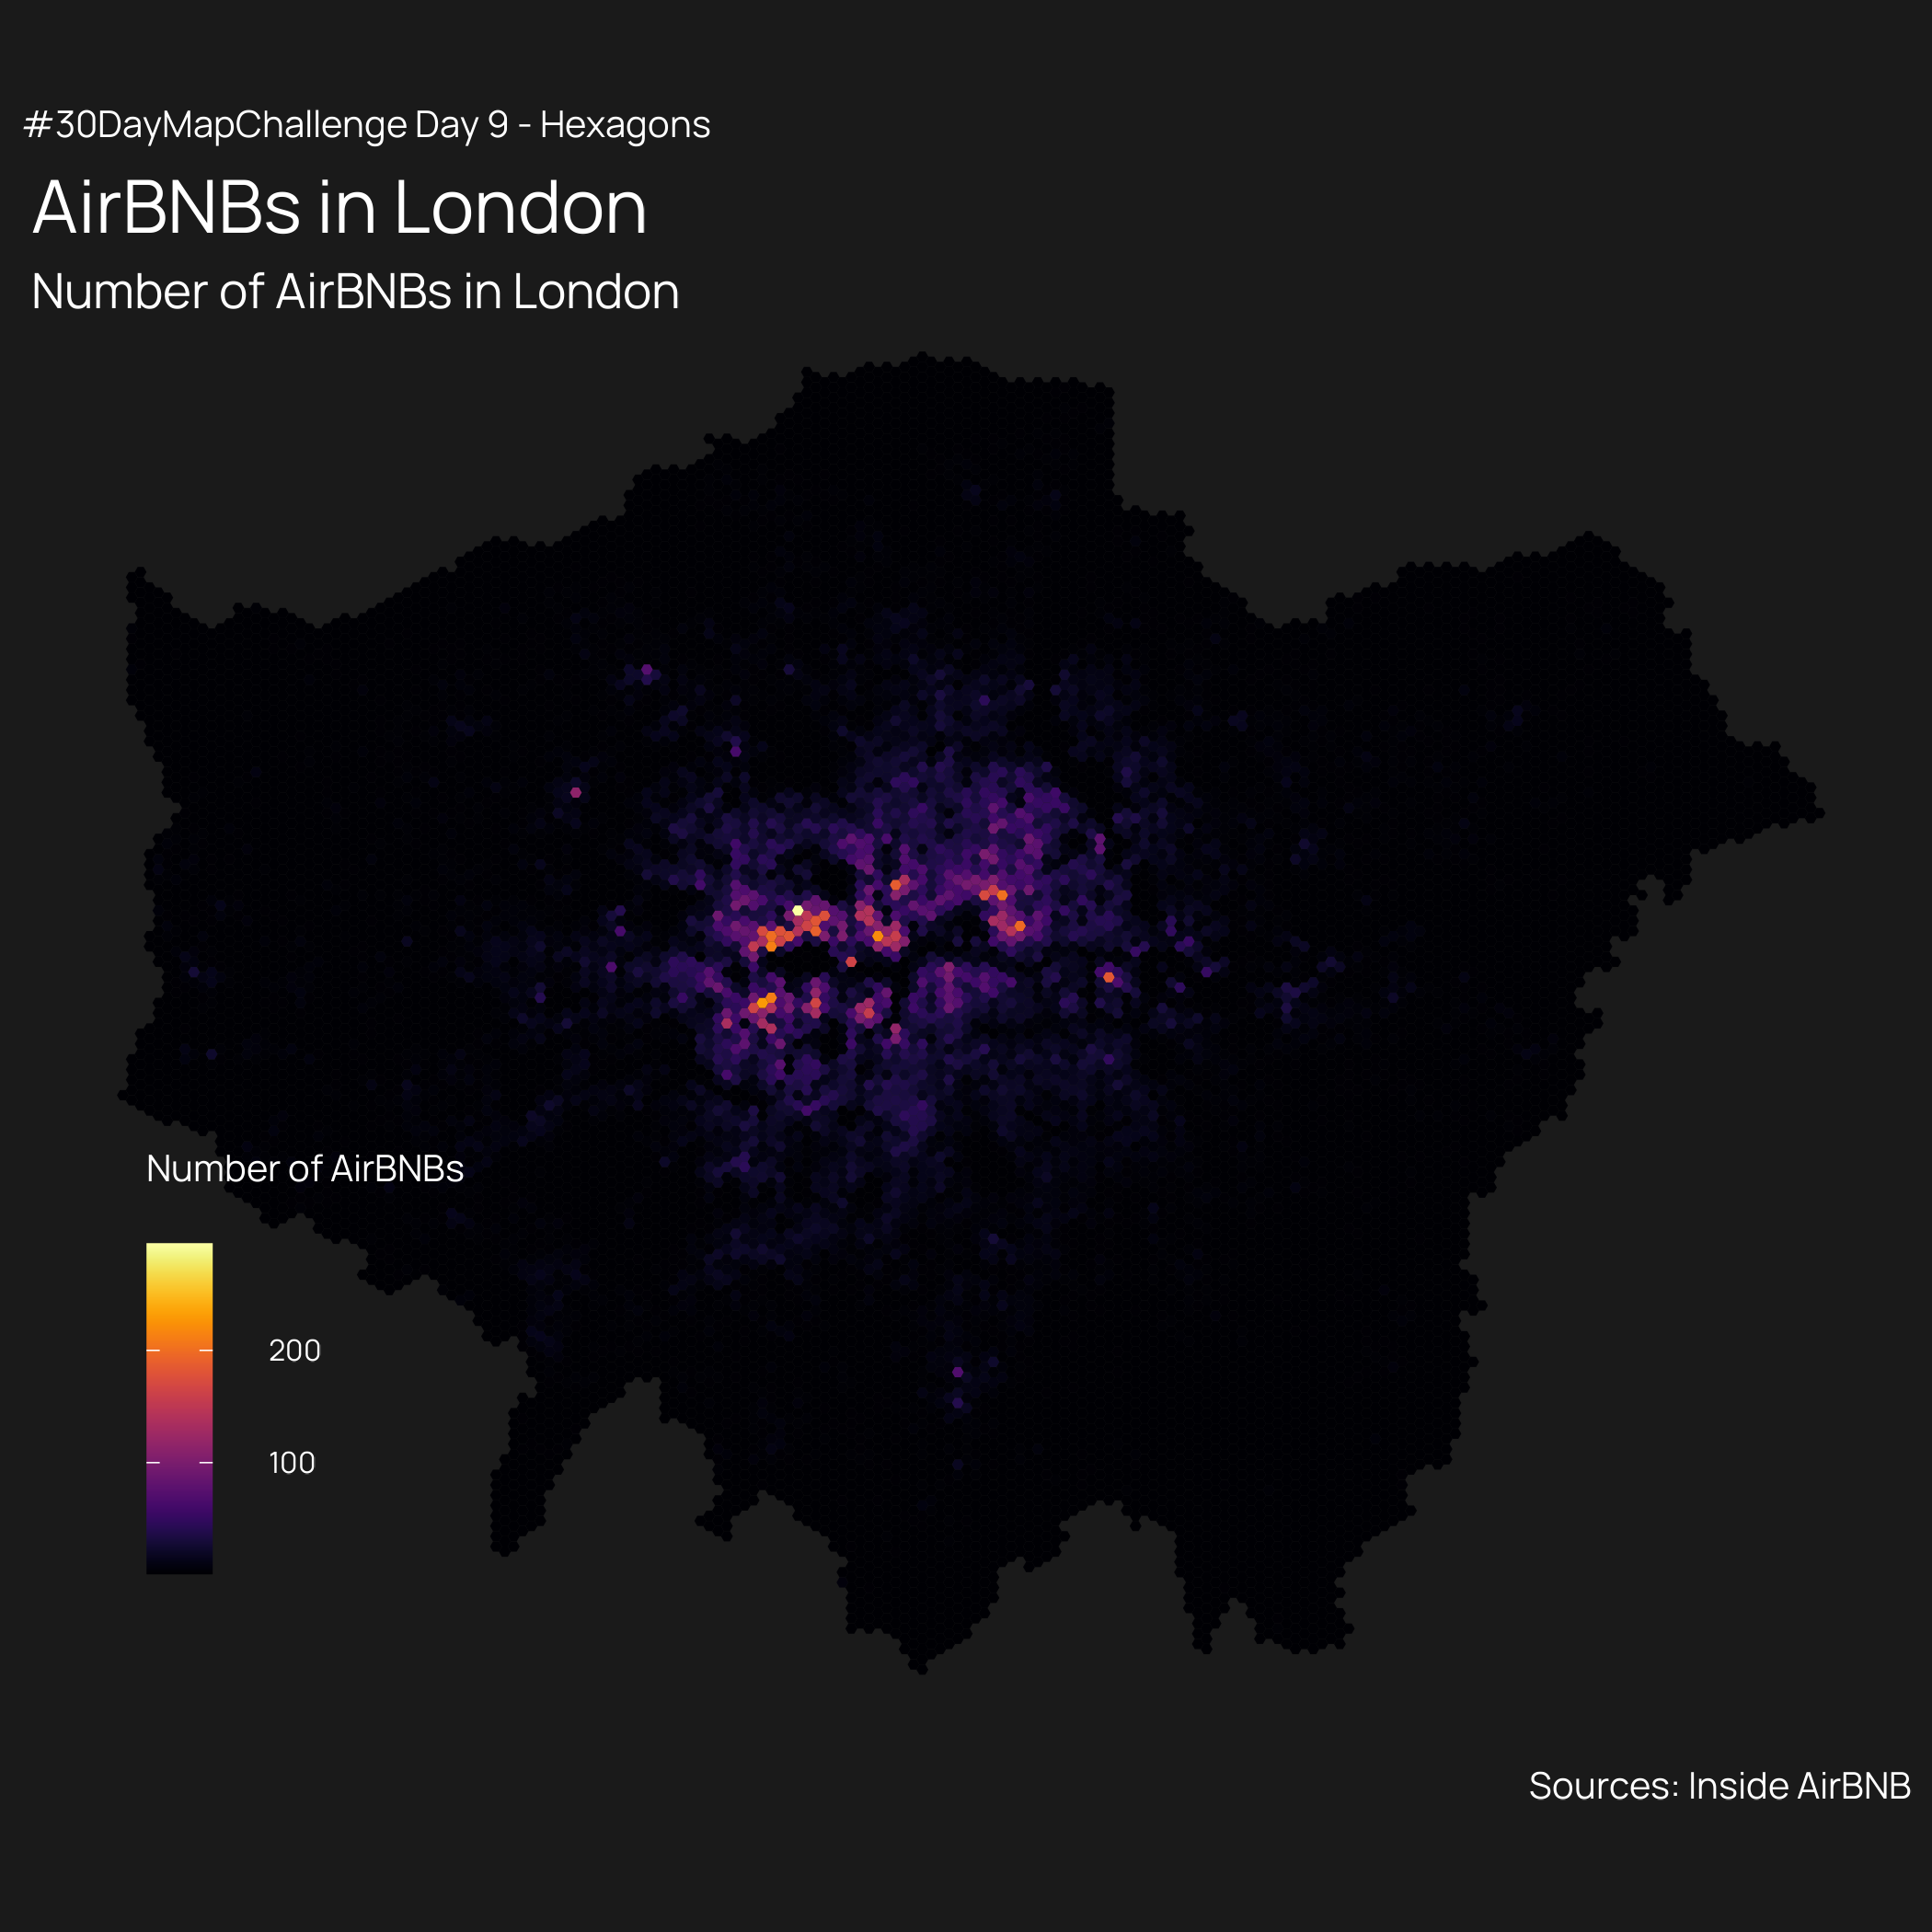 #30DayMapChallenge Day 9 - Hexagons
AirBNBs in London
Number of AirBNBs in London
Number of AirBNBs
200
100
Sources: Inside AirBNB